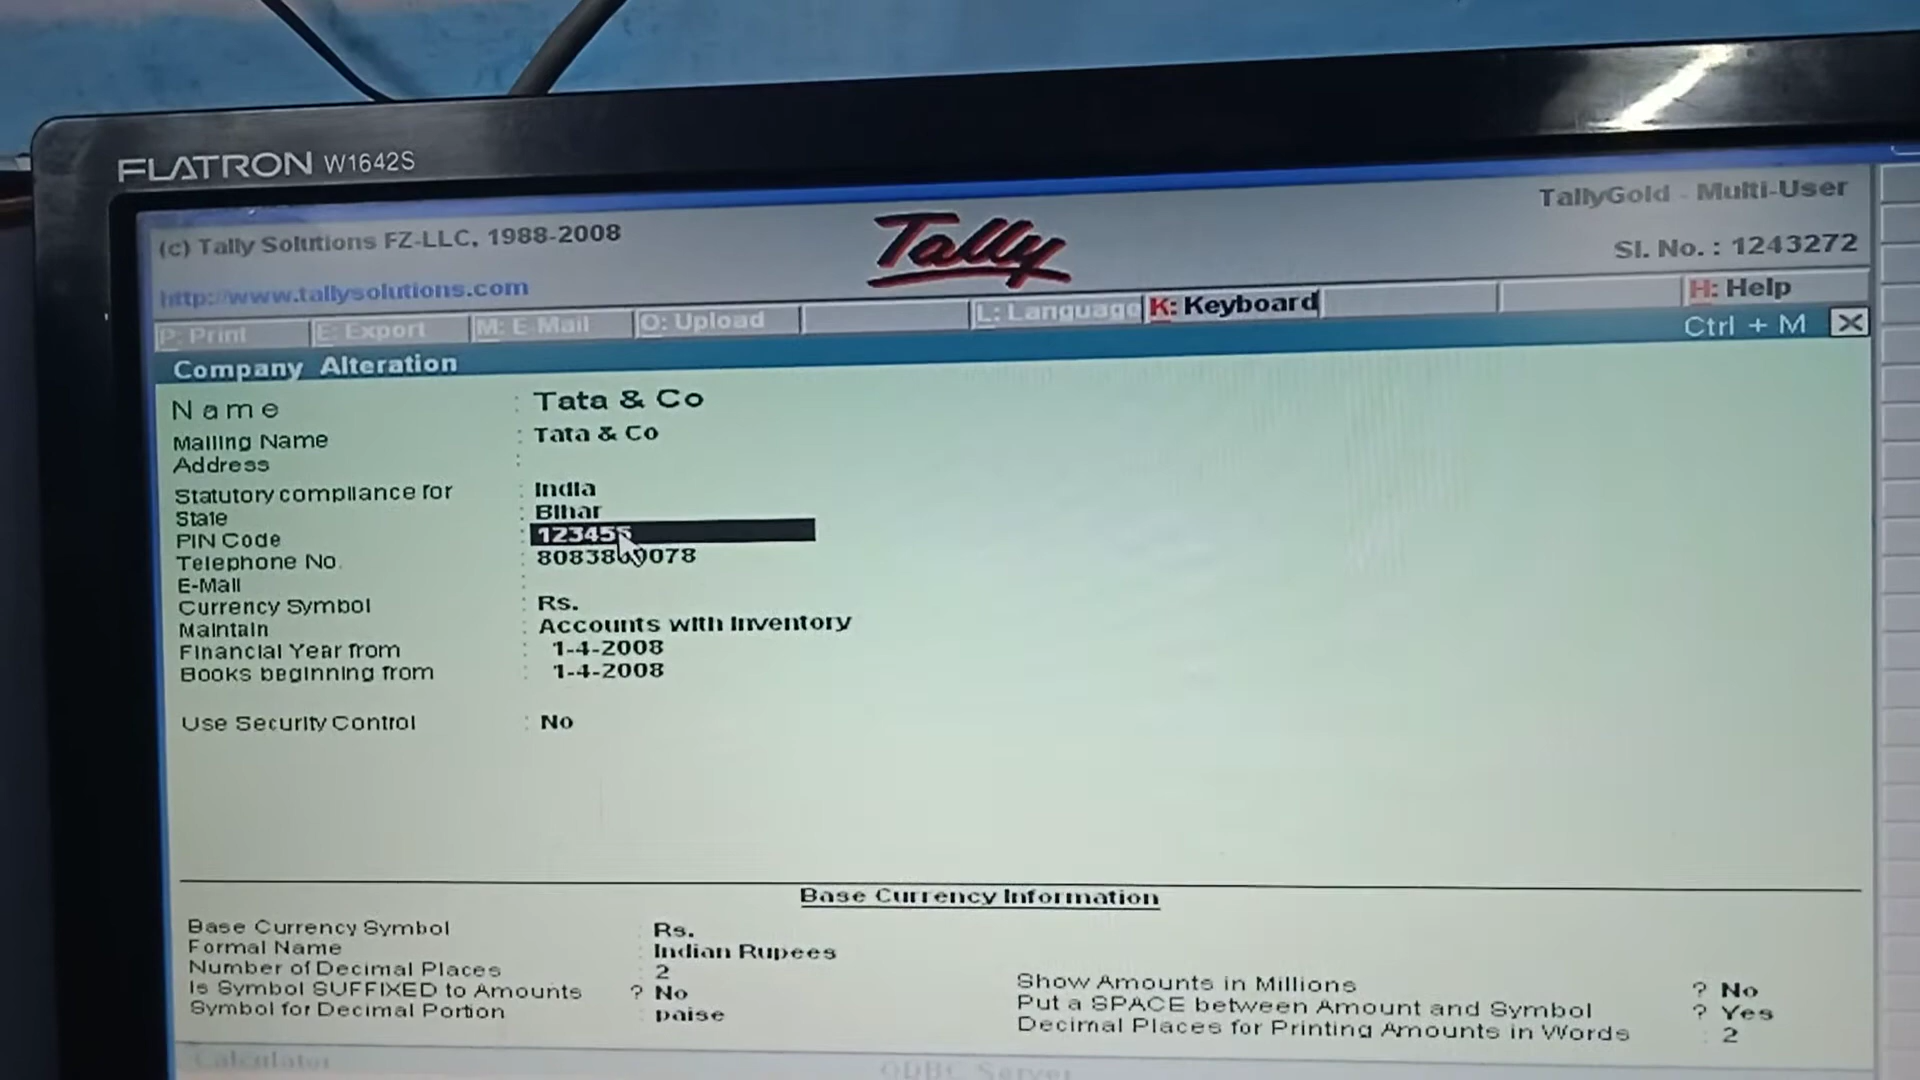 FLATRON W1642S
(c) Tally Solutions FZ-LLC, 1988-2008
Tally
TallyGold - Multi-User
Sl. No. : 1243272
http://www.tallysolutions.com
P: Print E: Export M: E-Mail O: Upload L: Language K: Keyboard H: Help
Company Alteration Ctrl + M
Name : Tata & Co
Mailing Name : Tata & Co
Address :
Statutory compliance for : India
State : Bihar
PIN Code : 
Telephone No. : 
E-Mail :
Currency Symbol : Rs.
Maintain : Accounts with Inventory
Financial Year from : 1-4-2008
Books beginning from : 1-4-2008
Use Security Control : No
Base Currency Information
Base Currency Symbol : Rs.
Formal Name : Indian Rupees
Number of Decimal Places : 2
Is Symbol SUFFIXED to Amounts ? No
Symbol for Decimal Portion : paise
Show Amounts in Millions ? No
Put a SPACE between Amount and Symbol ? Yes
Decimal Places for Printing Amounts in Words : 2
Calculator ODBC Server